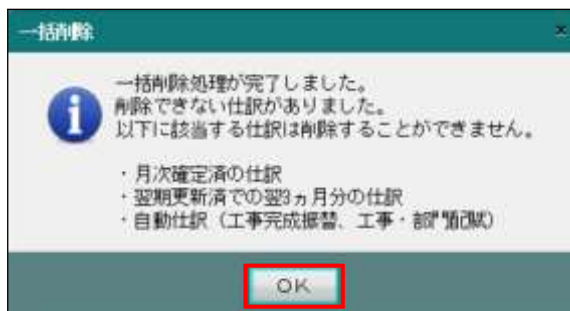 一括削除
一括削除処理が完了しました。
削除できない仕訳がありました。
以下に該当する仕訳は削除することができません。
・月次確定済の仕訳
・翌期更新済での翌3ヵ月分の仕訳
・自動仕訳（工事完成振替、工事・部門
OK